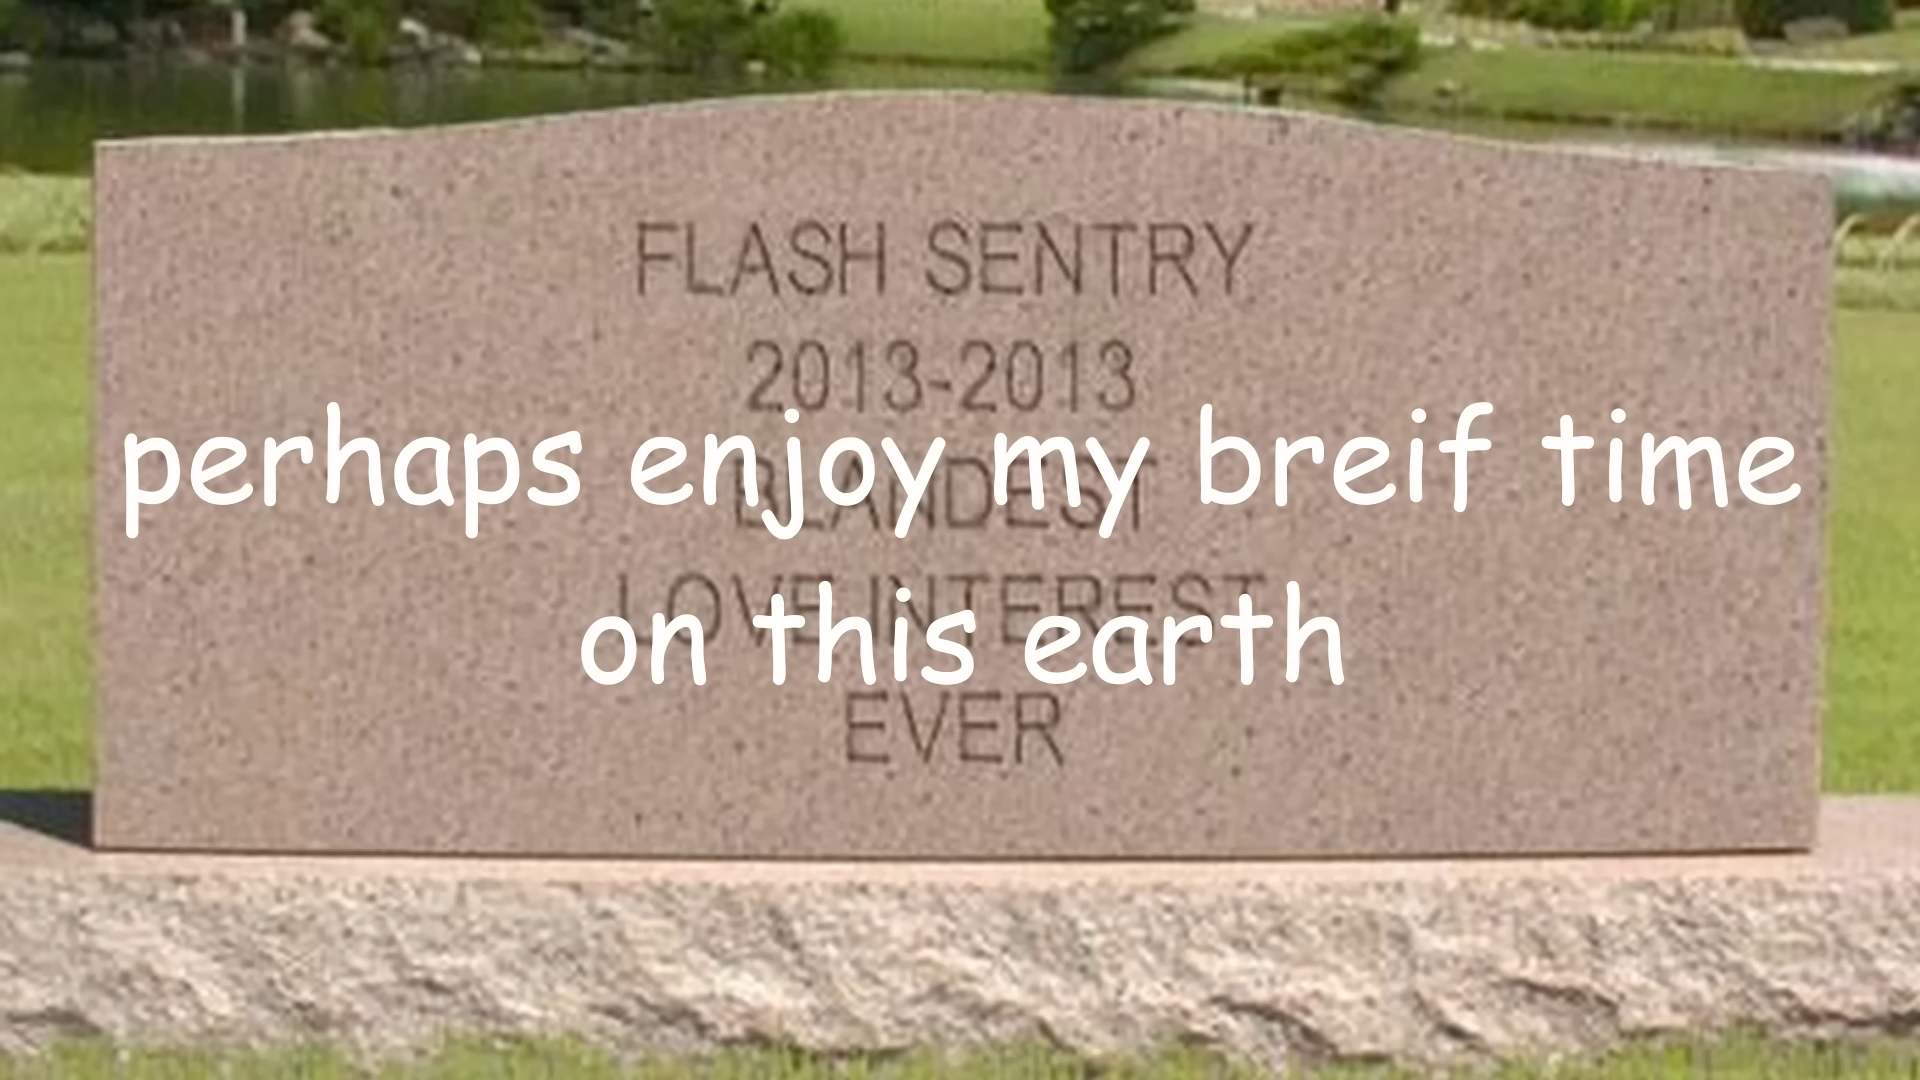 FLASH SENTRY
2013-2013
perhaps enjoy my breif time
BLANDEST
LOVE INTEREST
on this earth
EVER